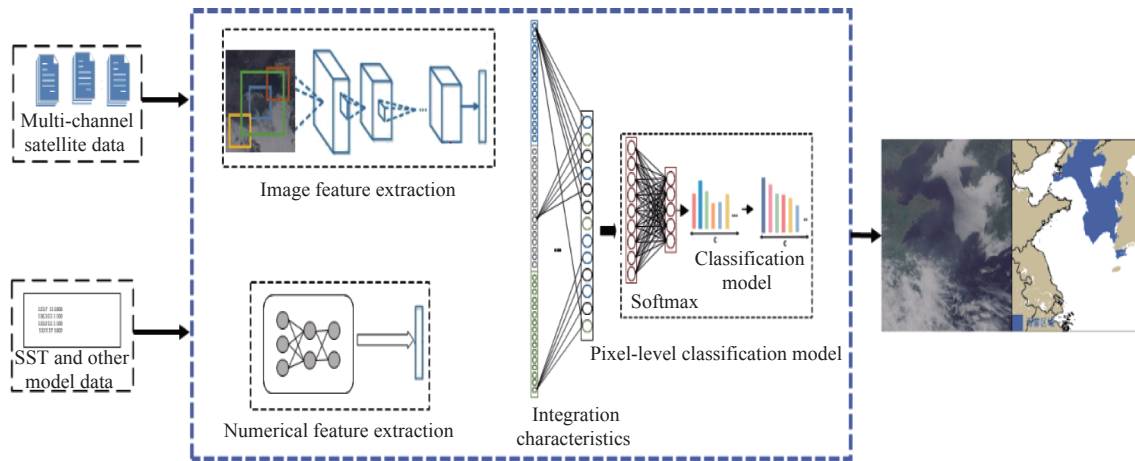 Multi-channel
satellite data
SST and other
model data
Image feature extraction
Numerical feature extraction
...
...
Integration
characteristics
Softmax
...
C
C
Classification
model
Pixel-level classification model